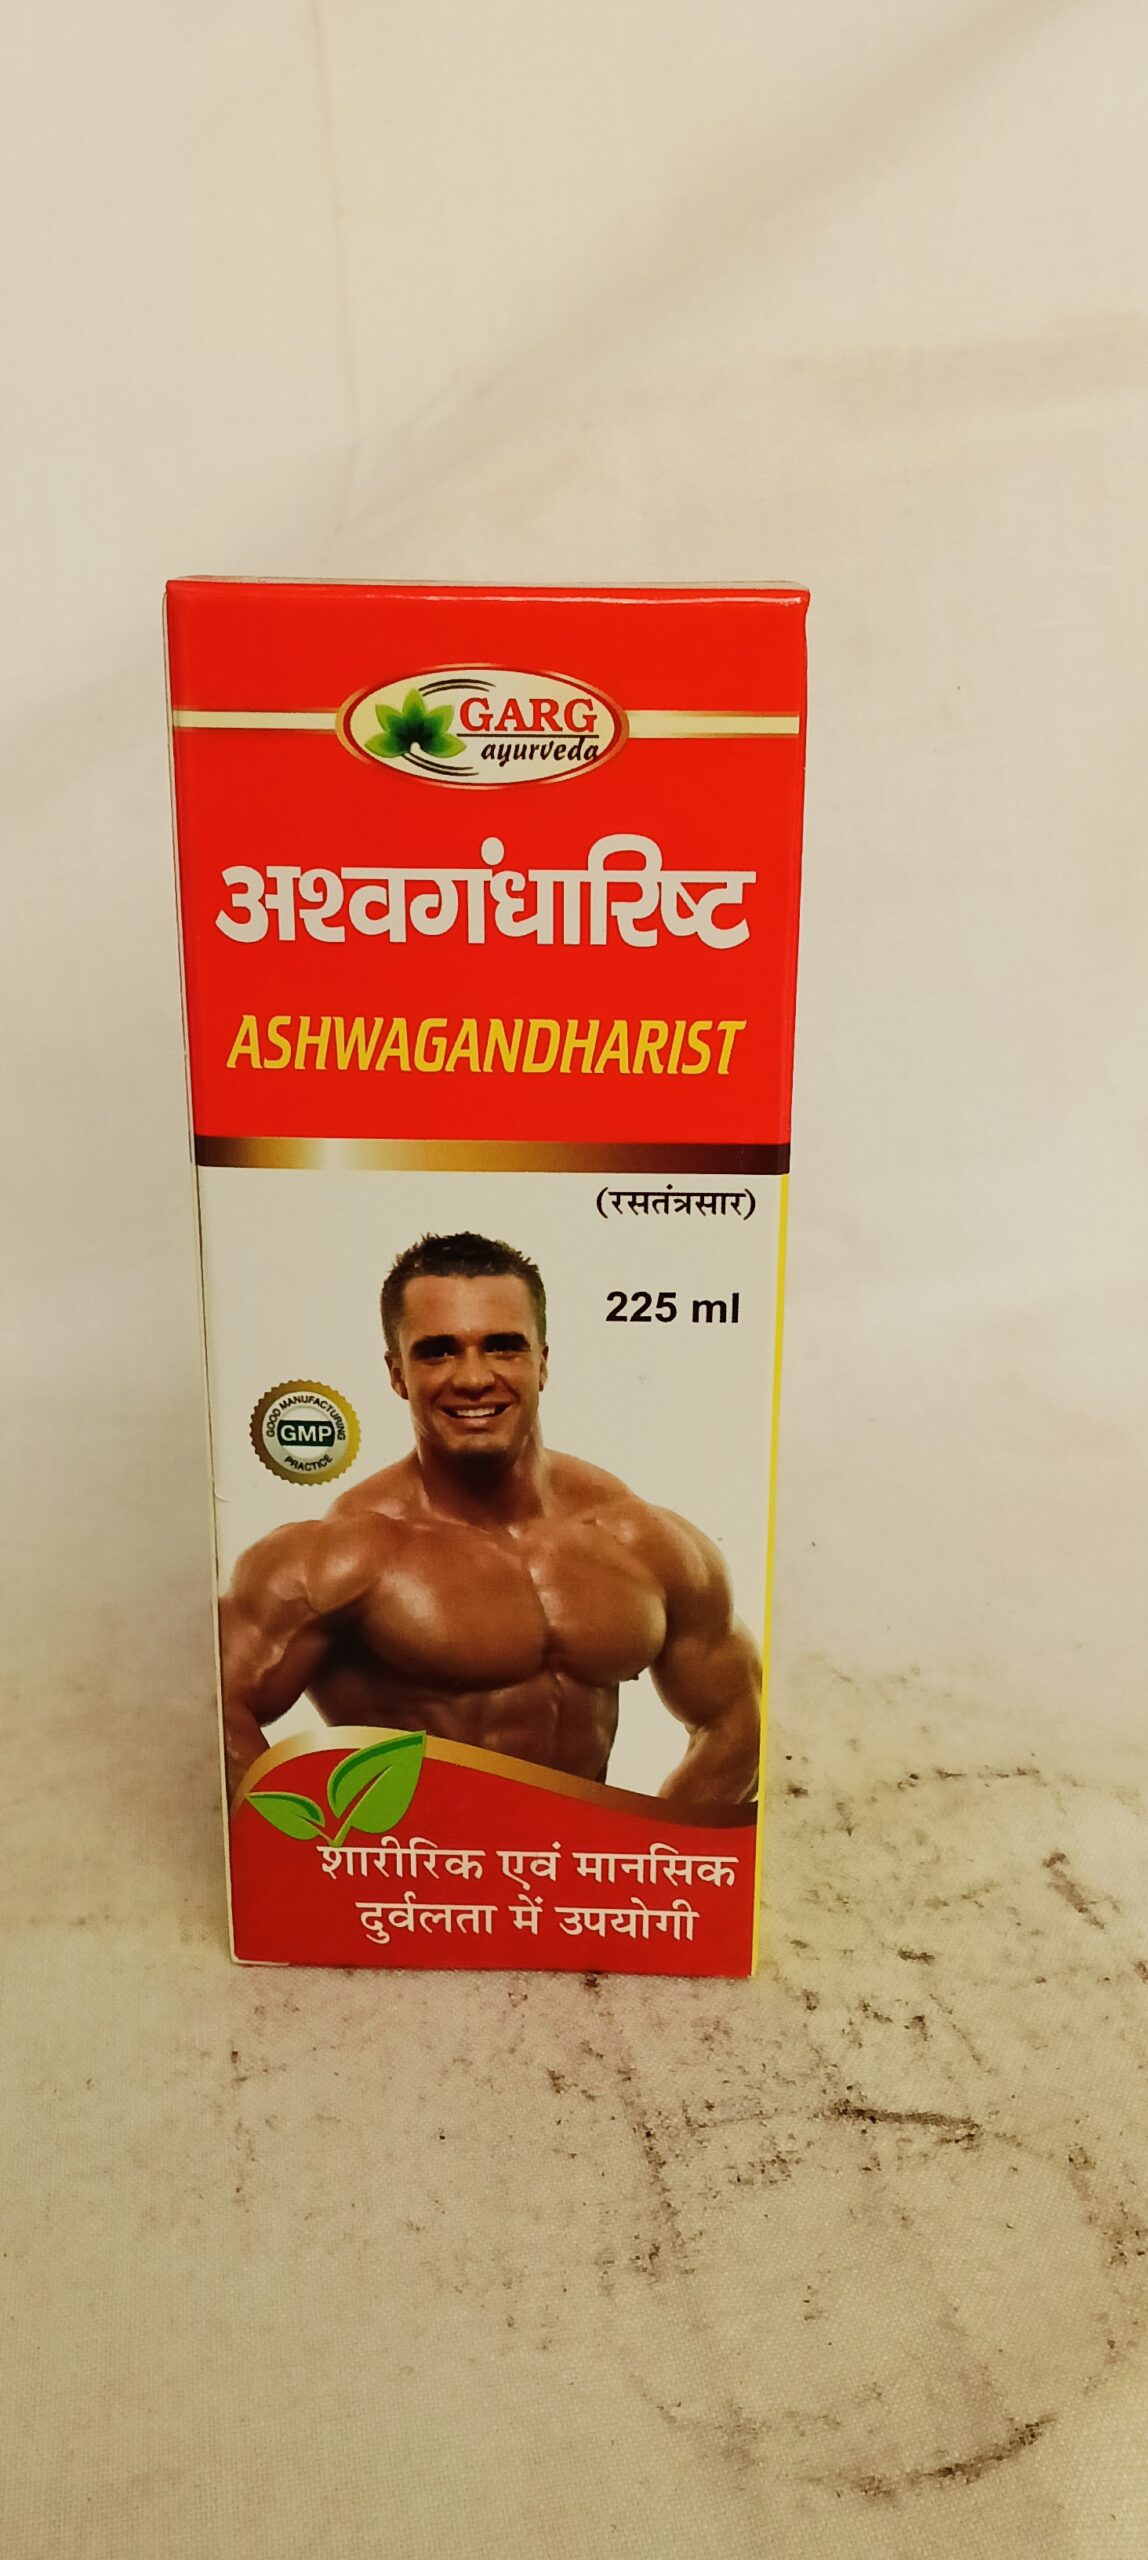 GARG
ayurveda
अश्वगंधारिष्ट
ASHWAGANDHARIST
(रसतंत्रसार)
225 ml
GOOD MANUFACTURING
GMP
PRACTICE
शारीरिक एवं मानसिक
दुर्वलता में उपयोगी